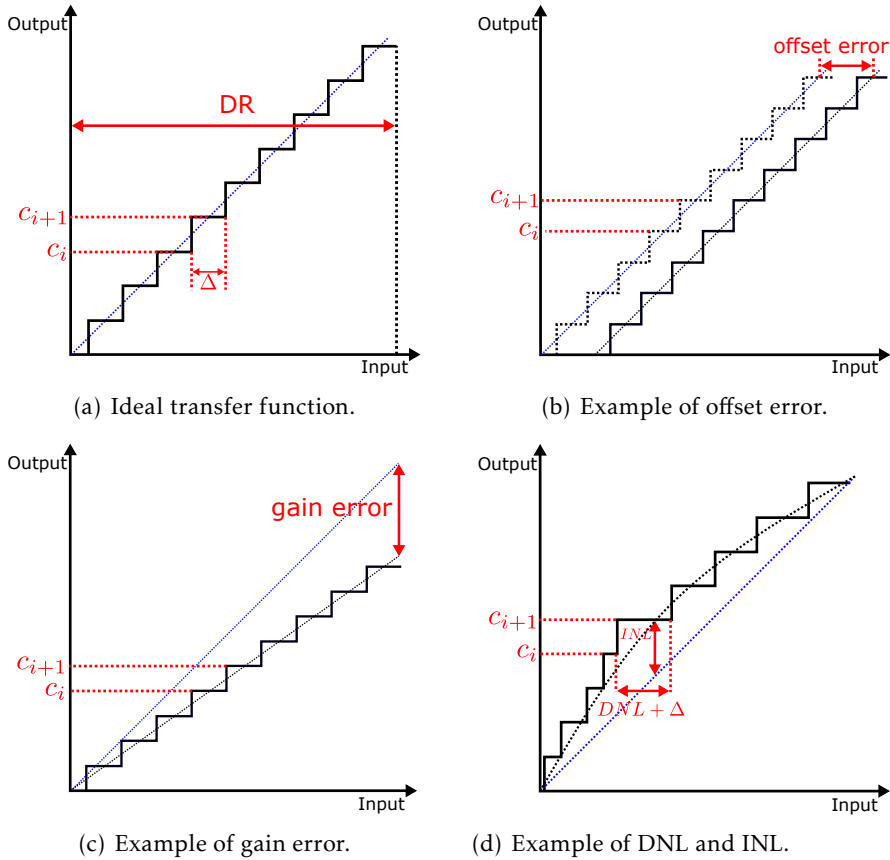 Output
DR
c_{i+1}
c_i
Δ
Input
(a) Ideal transfer function.
Output
offset error
c_{i+1}
c_i
Input
(b) Example of offset error.
Output
gain error
c_{i+1}
c_i
Input
(c) Example of gain error.
Output
c_{i+1}
INL
c_i
DNL + Δ
Input
(d) Example of DNL and INL.